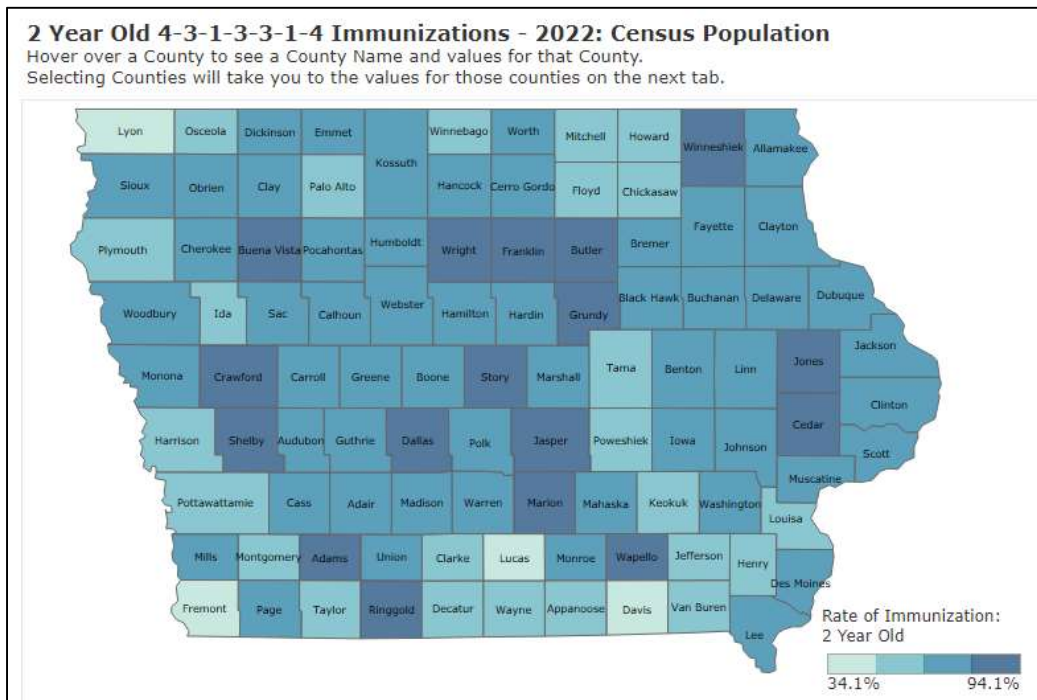 2 Year Old 4-3-1-3-3-1-4 Immunizations - 2022: Census Population
Hover over a County to see a County Name and values for that County.
Selecting Counties will take you to the values for those counties on the next tab.
Lyon Osceola Dickinson Emmet Winnebago Worth Mitchell Howard Winneshiek Allamakee
Kossuth
Sioux Obrien Clay Palo Alto Hancock Cerro Gordo Floyd Chickasaw
Plymouth Cherokee Buena Vista Pocahontas Humboldt Wright Franklin Butler Bremer Fayette Clayton
Woodbury Ida Sac Calhoun Webster Hamilton Hardin Grundy Black Hawk Buchanan Delaware Dubuque
Monona Crawford Carroll Greene Boone Story Marshall Tama Benton Linn Jones Jackson
Clinton
Harrison Shelby Audubon Guthrie Dallas Polk Jasper Poweshiek Iowa Johnson Cedar Scott
Muscatine
Pottawattamie Cass Adair Madison Warren Marion Mahaska Keokuk Washington Louisa
Mills Montgomery Adams Union Clarke Lucas Monroe Wapello Jefferson Henry Des Moines
Fremont Page Taylor Ringgold Decatur Wayne Appanoose Davis Van Buren Lee
Rate of Immunization:
2 Year Old
34.1% 94.1%